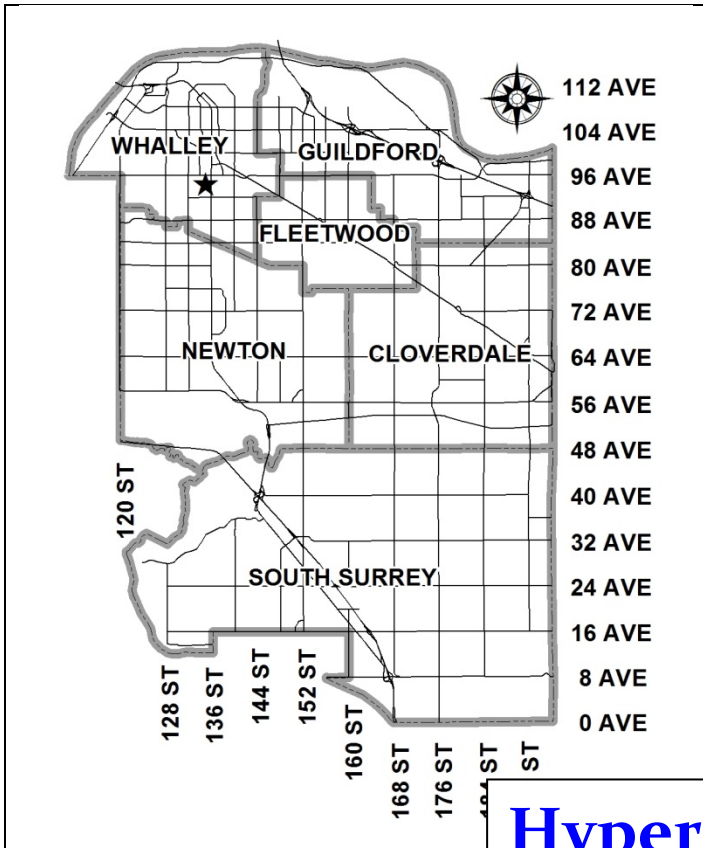 112 AVE
104 AVE
WHALLEY
GUILDFORD
96 AVE
88 AVE
FLEETWOOD
80 AVE
72 AVE
NEWTON
CLOVERDALE
64 AVE
56 AVE
48 AVE
120 ST
40 AVE
32 AVE
SOUTH SURREY
24 AVE
16 AVE
8 AVE
0 AVE
128 ST
136 ST
144 ST
152 ST
160 ST
168 ST
176 ST
ST
Hyper